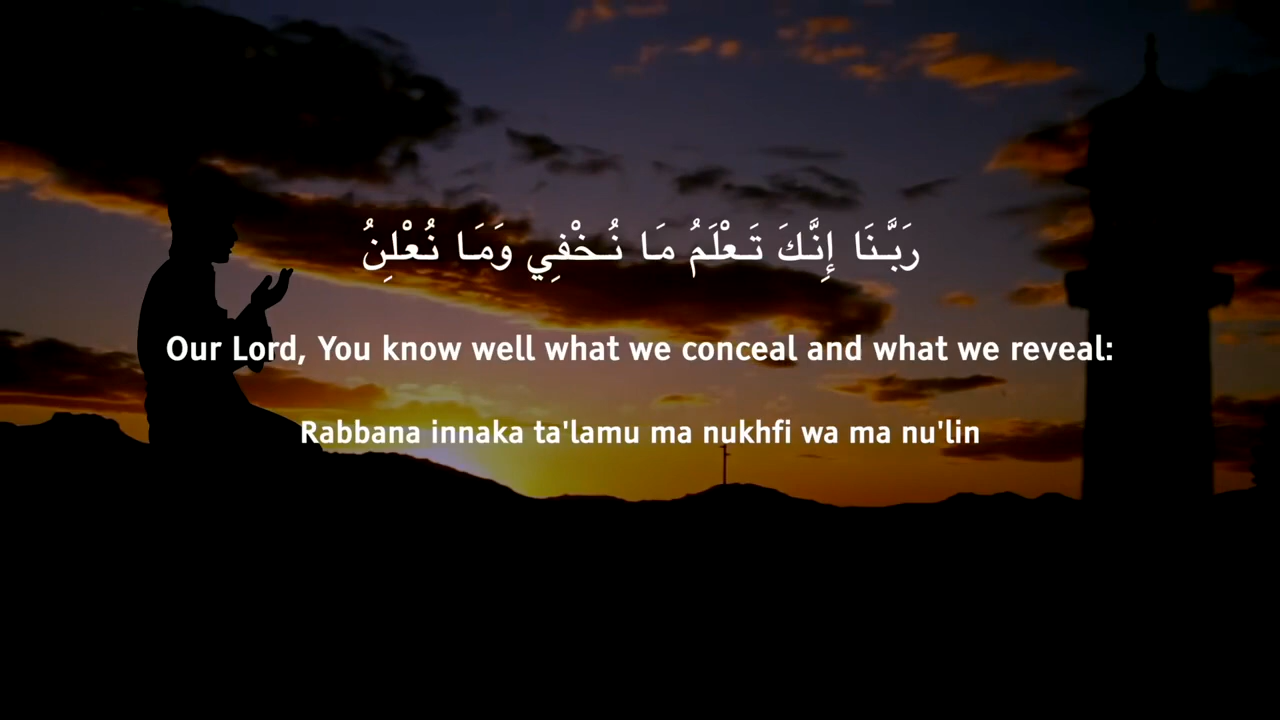 رَبَّنَا إِنَّكَ تَعْلَمُ مَا نُخْفِي وَمَا نُعْلِنُ
Our Lord, You know well what we conceal and what we reveal:
Rabbana innaka ta'lamu ma nukhfi wa ma nu'lin